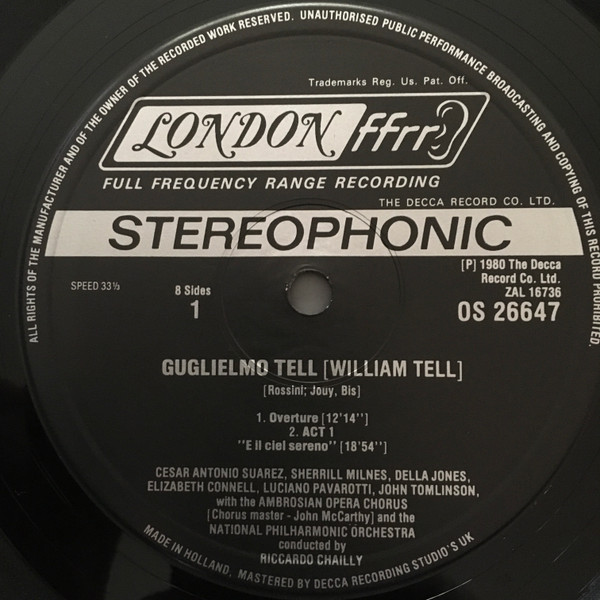 ALL RIGHTS OF THE MANUFACTURER AND OF THE OWNER OF THE RECORDED WORK RESERVED. UNAUTHORISED PUBLIC PERFORMANCE BROADCASTING AND COPYING OF THIS RECORD PROHIBITED.
Trademarks Reg. Us. Pat. Off.
LONDON ffrr
FULL FREQUENCY RANGE RECORDING
THE DECCA RECORD CO. LTD.
STEREOPHONIC
SPEED 33⅓
8 Sides
1
[P] 1980 The Decca
Record Co. Ltd.
ZAL 16736
OS 26647
GUGLIELMO TELL [WILLIAM TELL]
[Rossini; Jouy, Bis]
1. Overture [12'14'']
2. ACT 1
''E il ciel sereno'' [18'54'']
CESAR ANTONIO SUAREZ, SHERRILL MILNES, DELLA JONES,
ELIZABETH CONNELL, LUCIANO PAVAROTTI, JOHN TOMLINSON,
with the AMBROSIAN OPERA CHORUS
[Chorus master - John McCarthy] and the
NATIONAL PHILHARMONIC ORCHESTRA
conducted by
RICCARDO CHAILLY
MADE IN HOLLAND, MASTERED BY DECCA RECORDING STUDIO'S UK